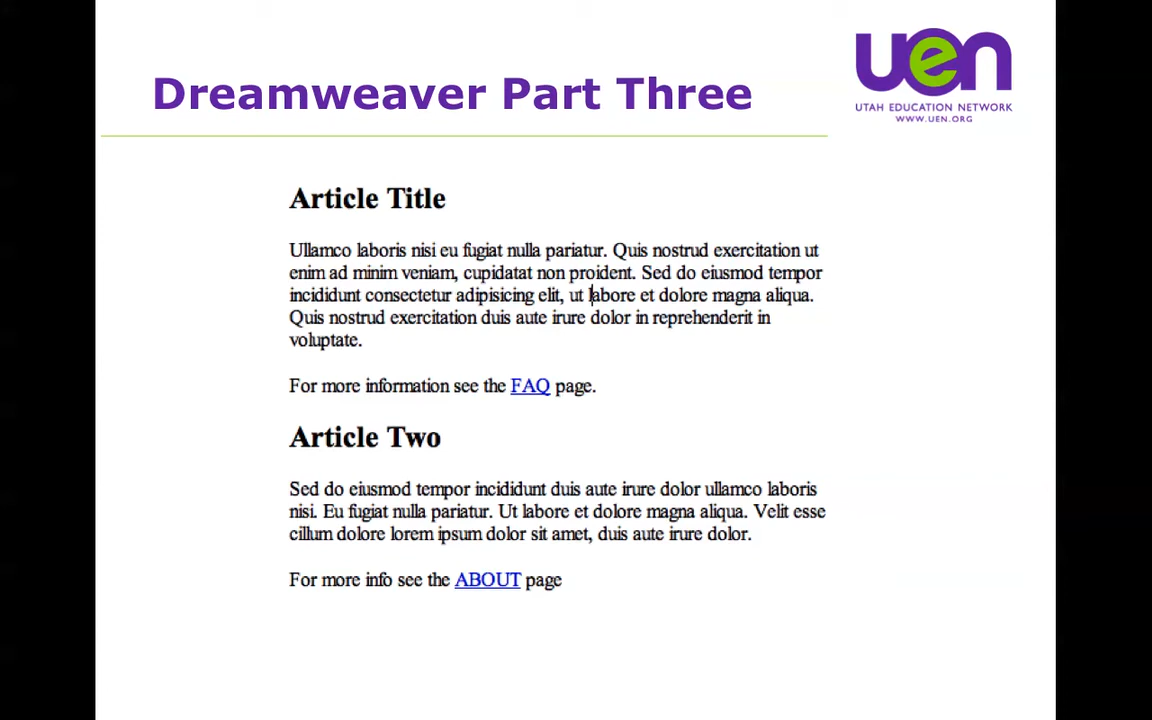 Dreamweaver Part Three
uen
UTAH EDUCATION NETWORK
WWW.UEN.ORG
Article Title
Ullamco laboris nisi eu fugiat nulla pariatur. Quis nostrud exercitation ut
enim ad minim veniam, cupidatat non proident. Sed do eiusmod tempor
incididunt consectetur adipisicing elit, ut labore et dolore magna aliqua.
Quis nostrud exercitation duis aute irure dolor in reprehenderit in
voluptate.
For more information see the FAQ page.
Article Two
Sed do eiusmod tempor incididunt duis aute irure dolor ullamco laboris
nisi. Eu fugiat nulla pariatur. Ut labore et dolore magna aliqua. Velit esse
cillum dolore lorem ipsum dolor sit amet, duis aute irure dolor.
For more info see the ABOUT page